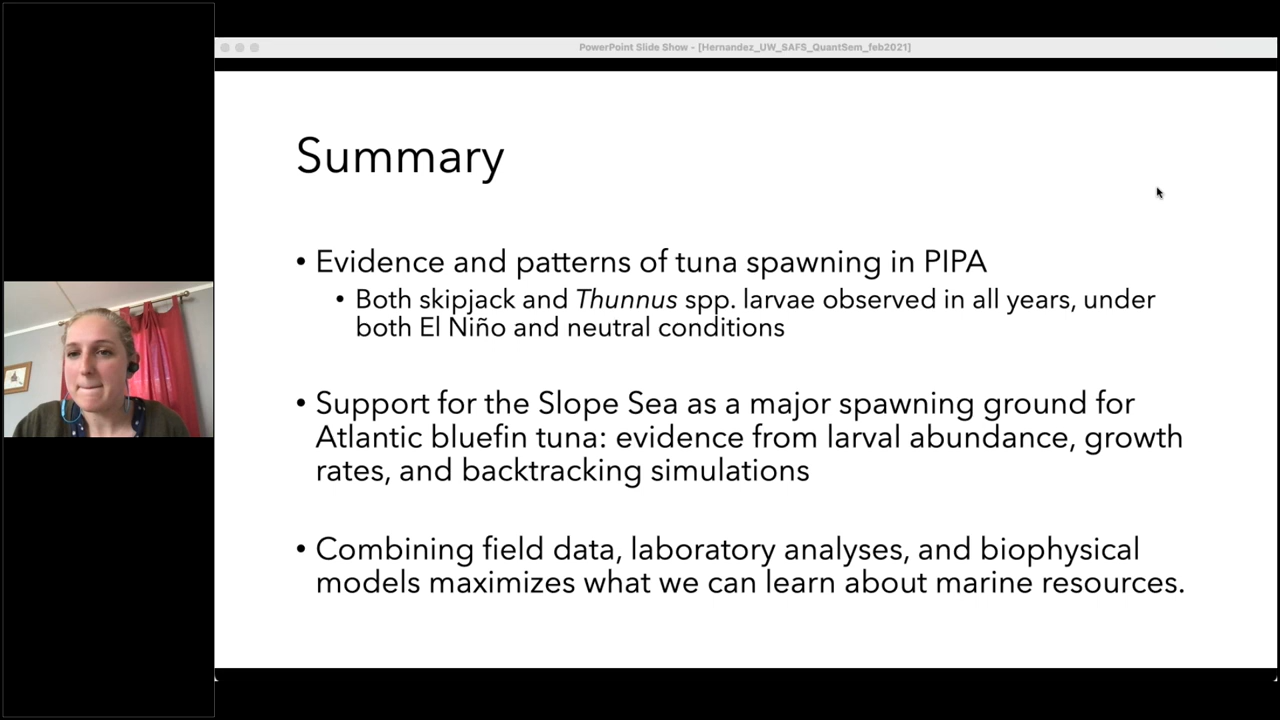 PowerPoint Slide Show - [Hernandez_UW_SAFS_QuantSem_feb2021]
Summary
• Evidence and patterns of tuna spawning in PIPA
• Both skipjack and Thunnus spp. larvae observed in all years, under
both El Niño and neutral conditions
• Support for the Slope Sea as a major spawning ground for
Atlantic bluefin tuna: evidence from larval abundance, growth
rates, and backtracking simulations
• Combining field data, laboratory analyses, and biophysical
models maximizes what we can learn about marine resources.